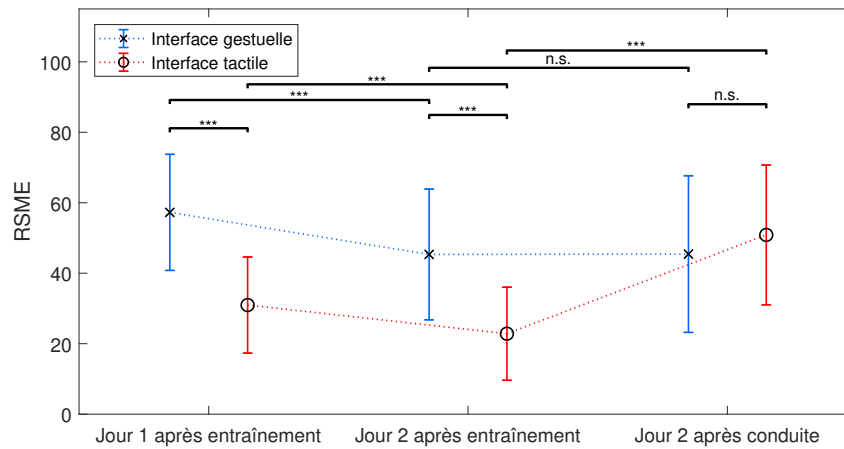 Interface gestuelle
Interface tactile
***
n.s.
***
***
***
***
n.s.
100
80
60
40
20
0
RSME
Jour 1 après entraînement
Jour 2 après entraînement
Jour 2 après conduite